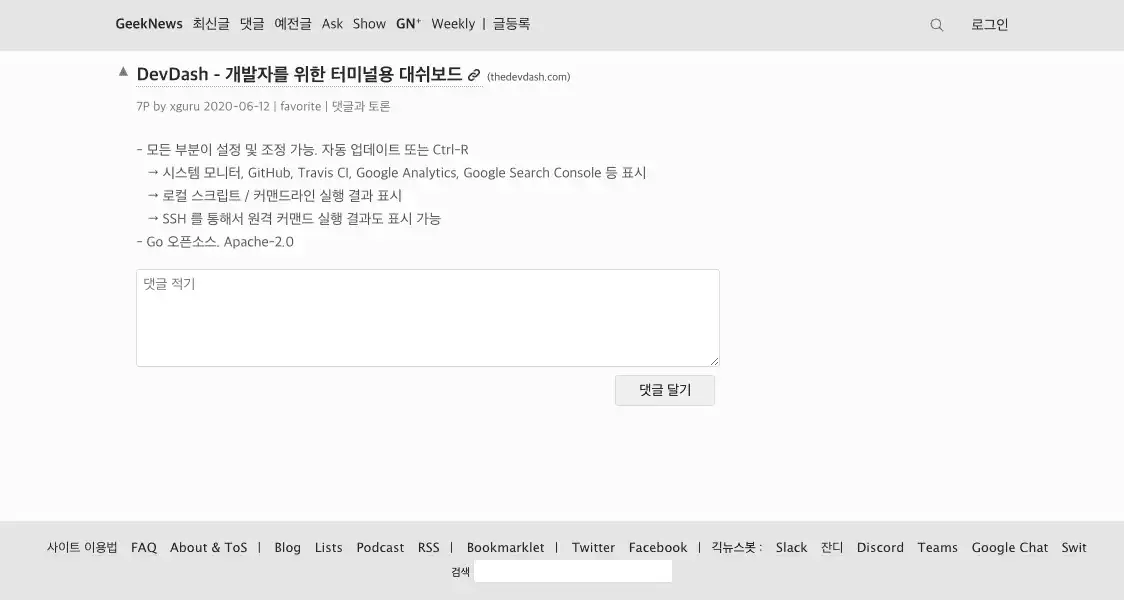 GeekNews 최신글 댓글 예전글 Ask Show GN⁺ Weekly | 글등록 로그인
▲ DevDash - 개발자를 위한 터미널용 대쉬보드 (thedevdash.com)
7P by xguru 2020-06-12 | favorite | 댓글과 토론
- 모든 부분이 설정 및 조정 가능. 자동 업데이트 또는 Ctrl-R
→ 시스템 모니터, GitHub, Travis CI, Google Analytics, Google Search Console 등 표시
→ 로컬 스크립트 / 커맨드라인 실행 결과 표시
→ SSH 를 통해서 원격 커맨드 실행 결과도 표시 가능
- Go 오픈소스. Apache-2.0
댓글 적기
댓글 달기
사이트 이용법 FAQ About & ToS | Blog Lists Podcast RSS | Bookmarklet | Twitter Facebook | 긱뉴스봇 : Slack 잔디 Discord Teams Google Chat Swit
검색